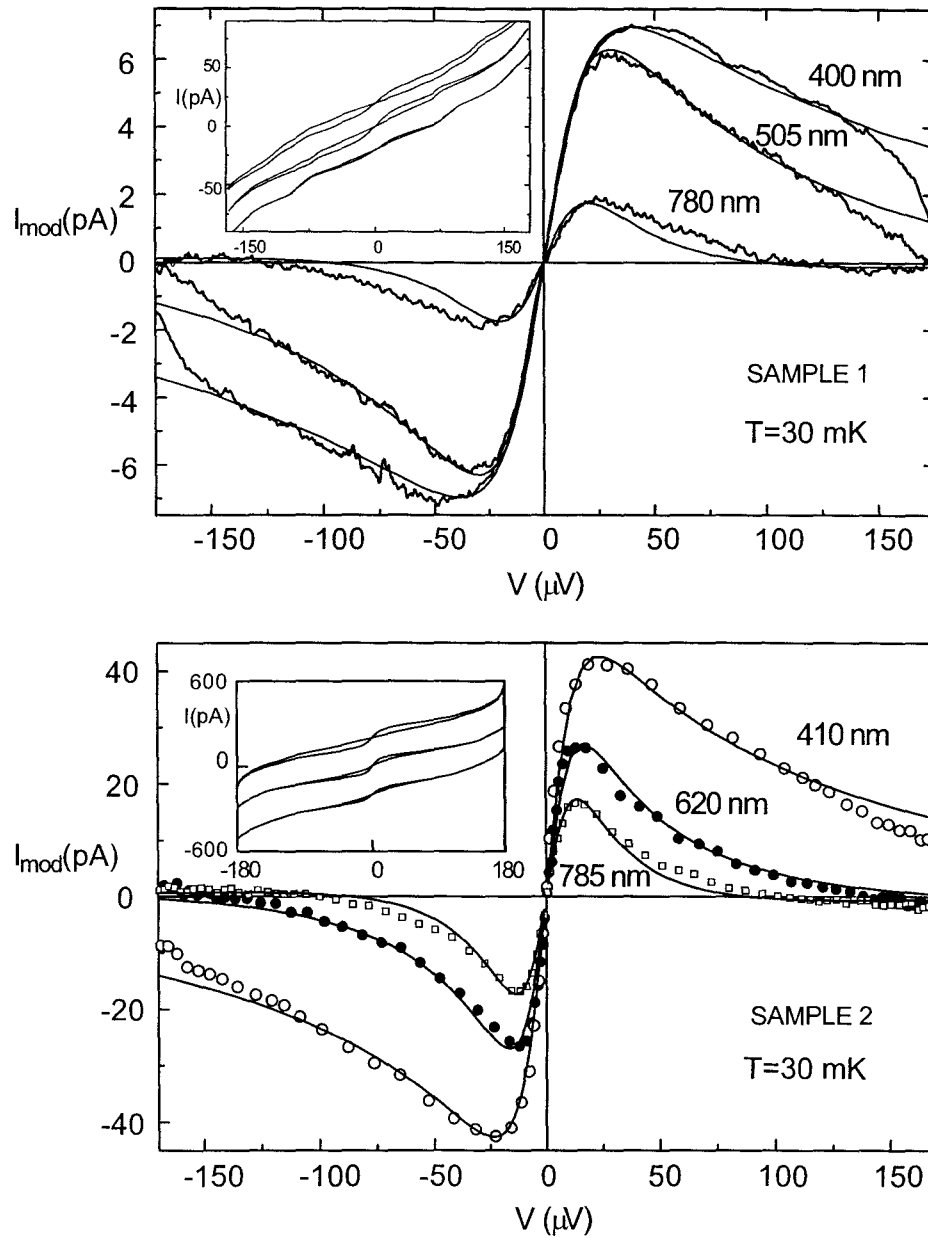 6
4
2
0
-2
-4
-6
I_mod(pA)
50
0
-50
I(pA)
-150
0
150
400 nm
505 nm
780 nm
SAMPLE 1
T=30 mK
-150
-100
-50
0
50
100
150
V (μV)
40
20
0
-20
-40
I_mod(pA)
600
I(pA)
0
-600
-180
0
180
410 nm
620 nm
785 nm
SAMPLE 2
T=30 mK
-150
-100
-50
0
50
100
150
V (μV)